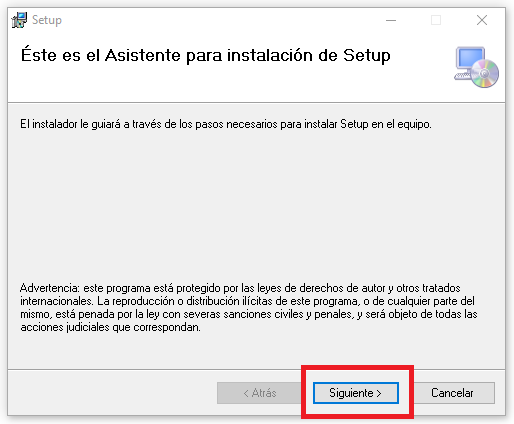 Setup
Éste es el Asistente para instalación de Setup
El instalador le guiará a través de los pasos necesarios para instalar Setup en el equipo.
Advertencia: este programa está protegido por las leyes de derechos de autor y otros tratados
internacionales. La reproducción o distribución ilícitas de este programa, o de cualquier parte del
mismo, está penada por la ley con severas sanciones civiles y penales, y será objeto de todas las
acciones judiciales que correspondan.
< Atrás
Siguiente >
Cancelar